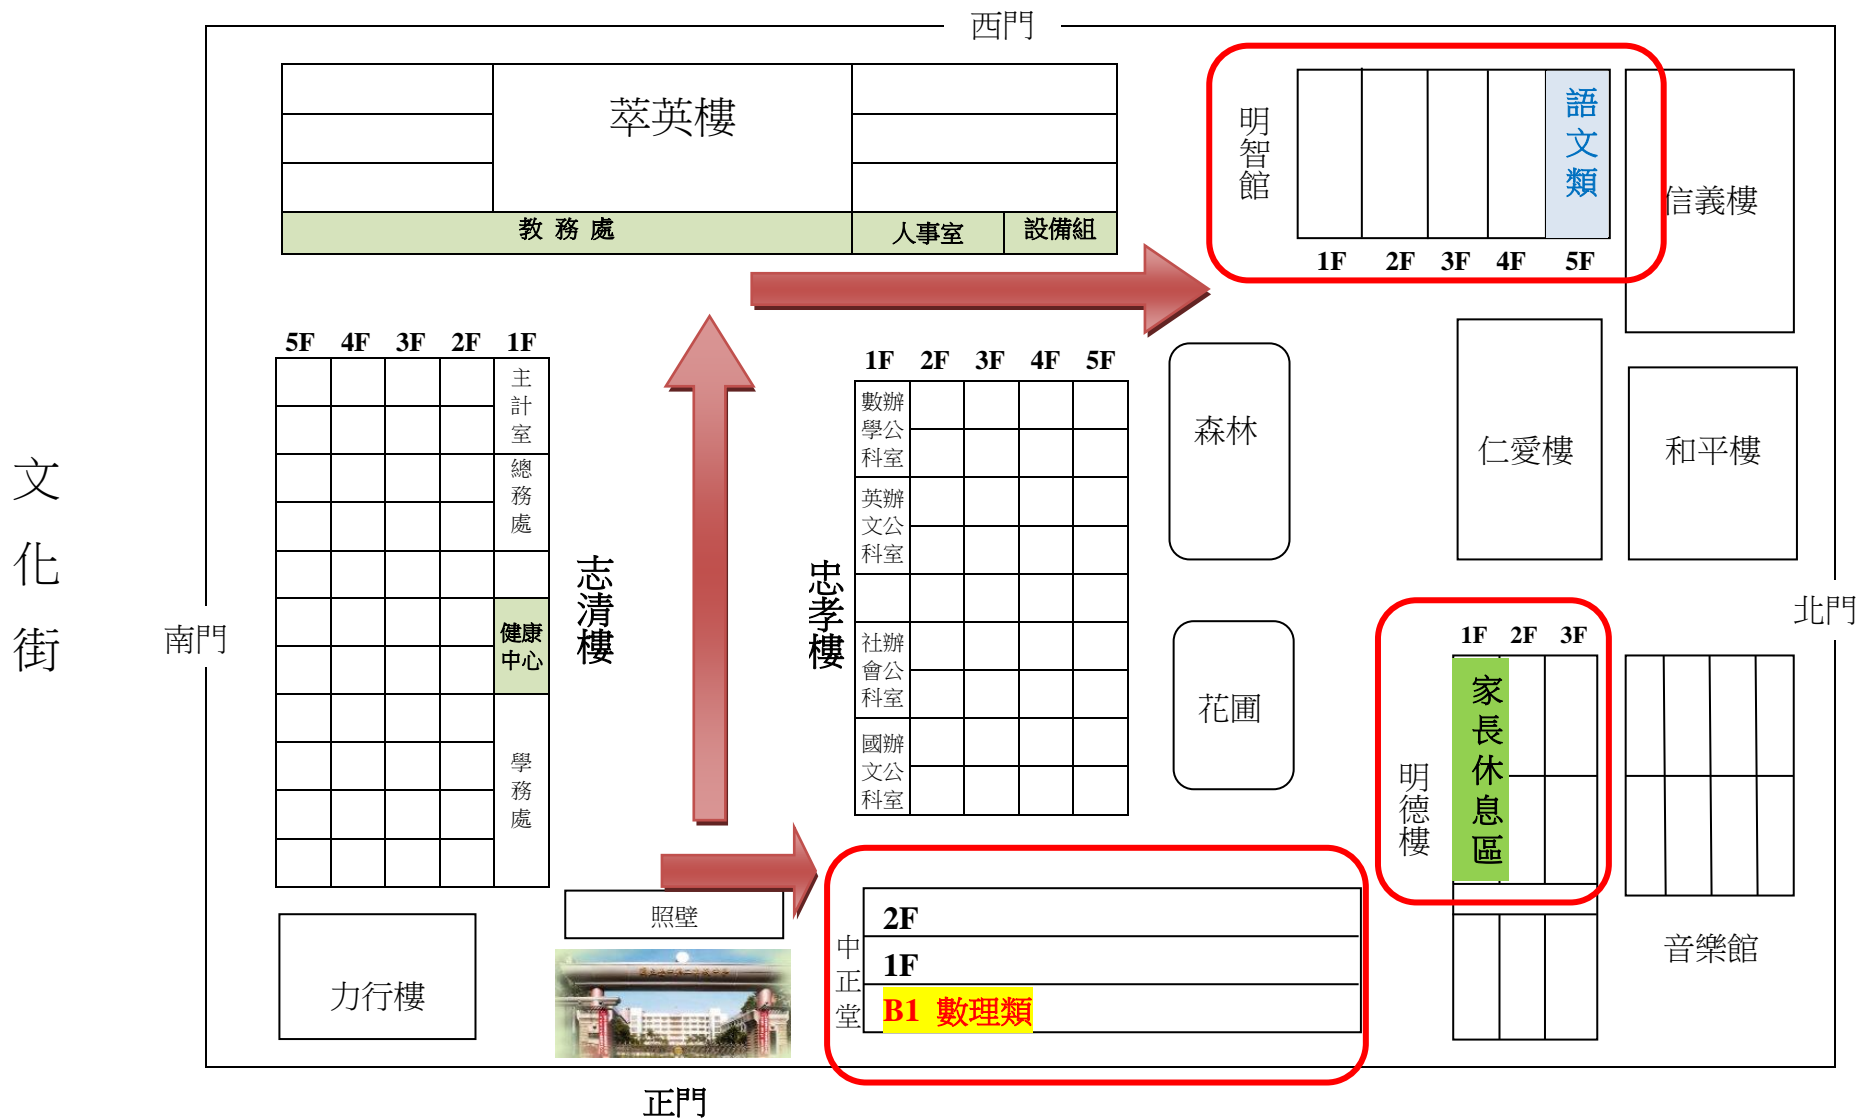 西門
萃英樓
教 務 處
人事室
設備組
明智館
語文類
1F 2F 3F 4F 5F
信義樓
5F 4F 3F 2F 1F
主計室
總務處
健康中心
學務處
志清樓
1F 2F 3F 4F 5F
數學科辦公室
英文科辦公室
社會科辦公室
國文科辦公室
忠孝樓
森林
花圃
仁愛樓
和平樓
文化街
南門
北門
1F 2F 3F
家長休息區
明德樓
音樂館
照壁
力行樓
中正堂
2F
1F
B1 數理類
正門